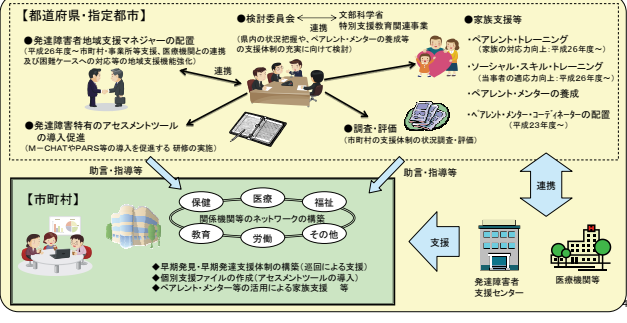 【都道府県・指定都市】
●発達障害者地域支援マネジャーの配置
(平成26年度~市町村・事業所等支援、医療機関との連携
及び困難ケースへの対応等の地域支援機能強化)
●検討委員会
連携
文部科学省
特別支援教育関連事業
(県内の状況把握や、ペアレント・メンターの養成等
の支援体制の充実に向けて検討)
●家族支援等
・ペアレント・トレーニング
(家族の対応力向上:平成26年度~)
・ソーシャル・スキル・トレーニング
(当事者の適応力向上:平成26年度~)
・ペアレント・メンターの養成
・ペアレント・メンター・コーディネーターの配置
(平成23年度~)
連携
●発達障害特有のアセスメントツール
の導入促進
(M-CHATやPARS等の導入を促進する 研修の実施)
●調査・評価
(市町村の支援体制の状況調査・評価)
助言・指導等
助言・指導等
連携
【市町村】
保健
医療
福祉
関係機関等のネットワークの構築
教育
労働
その他
支援
◆早期発見・早期発達支援体制の構築(巡回による支援)
◆個別支援ファイルの作成(アセスメントツールの導入)
◆ペアレント・メンター等の活用による家族支援 等
発達障害者
支援センター
医療機関等
4